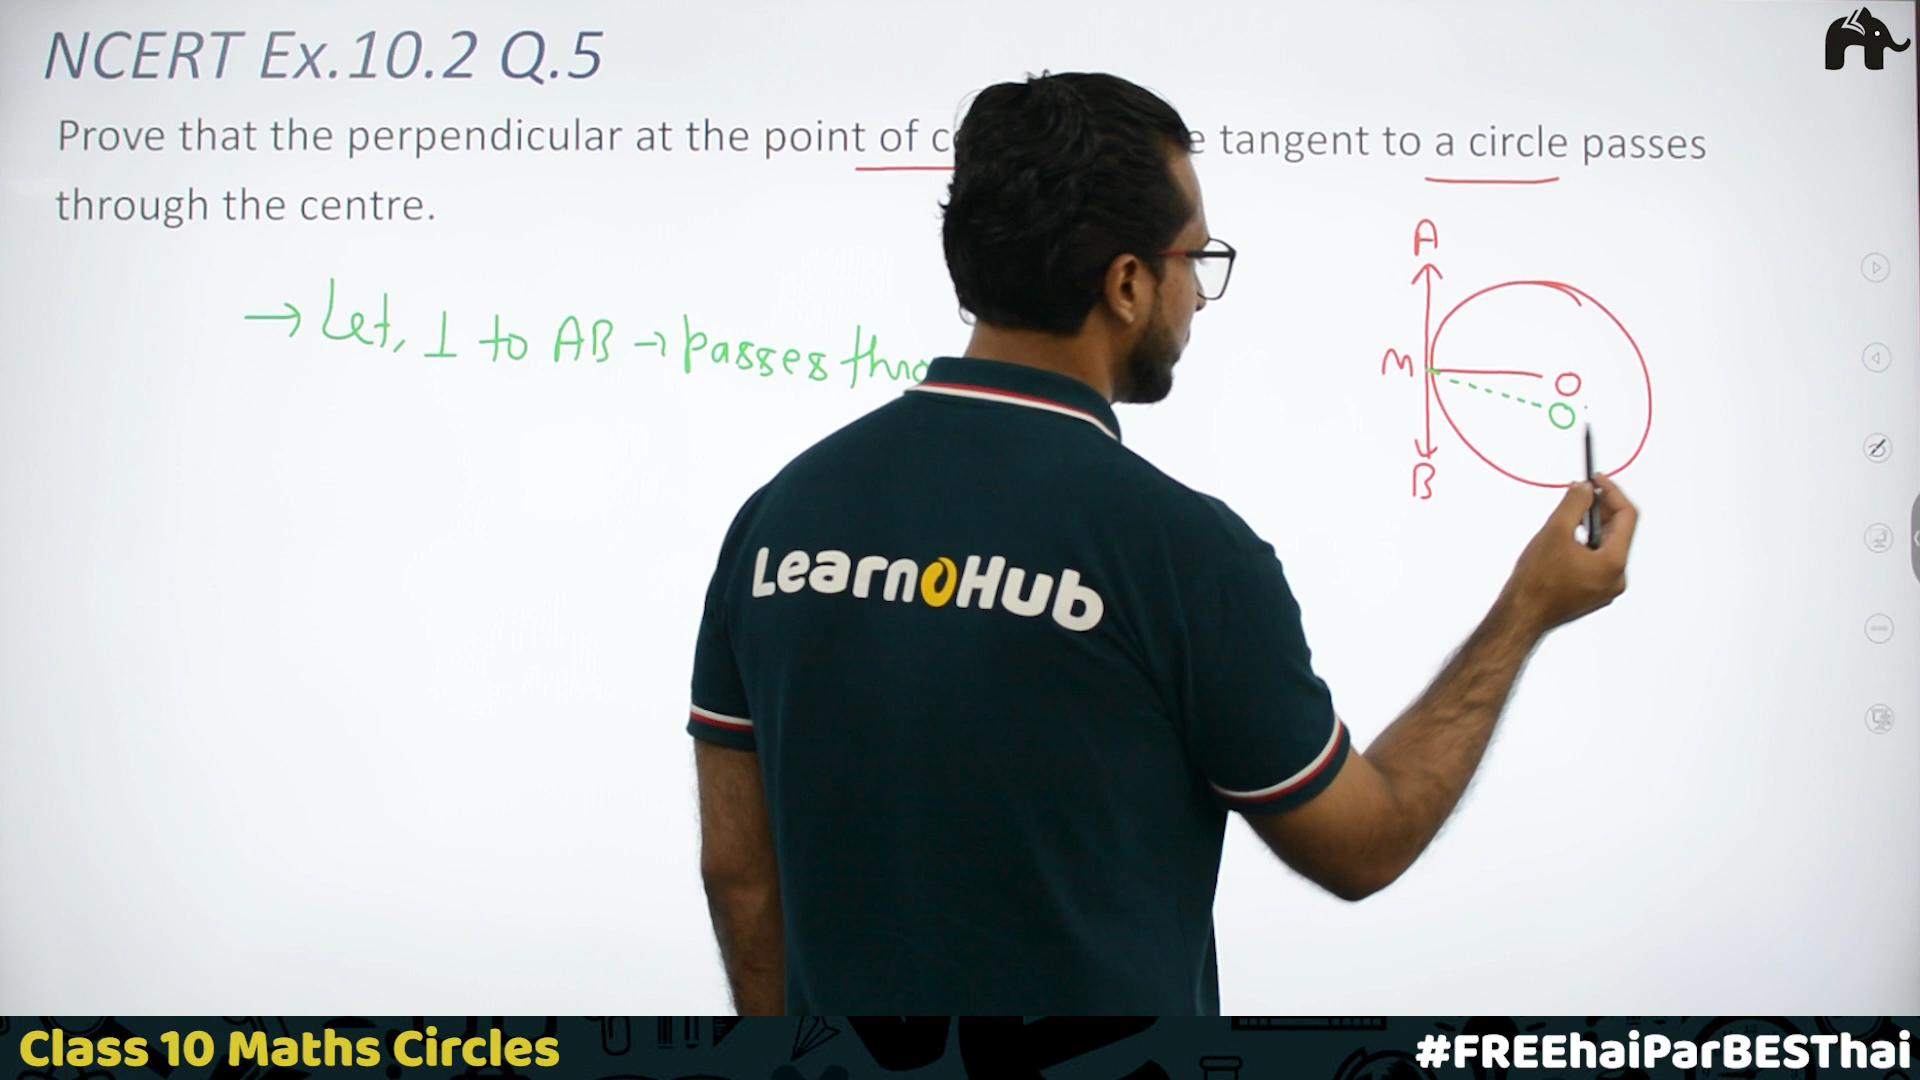 NCERT Ex.10.2 Q.5
Prove that the perpendicular at the point of tangent to a circle passes
through the centre.
→ Let, ⊥ to AB → passes
A
M
O
O
B
LearnoHub
Class 10 Maths Circles
#FREEhaiParBESThai